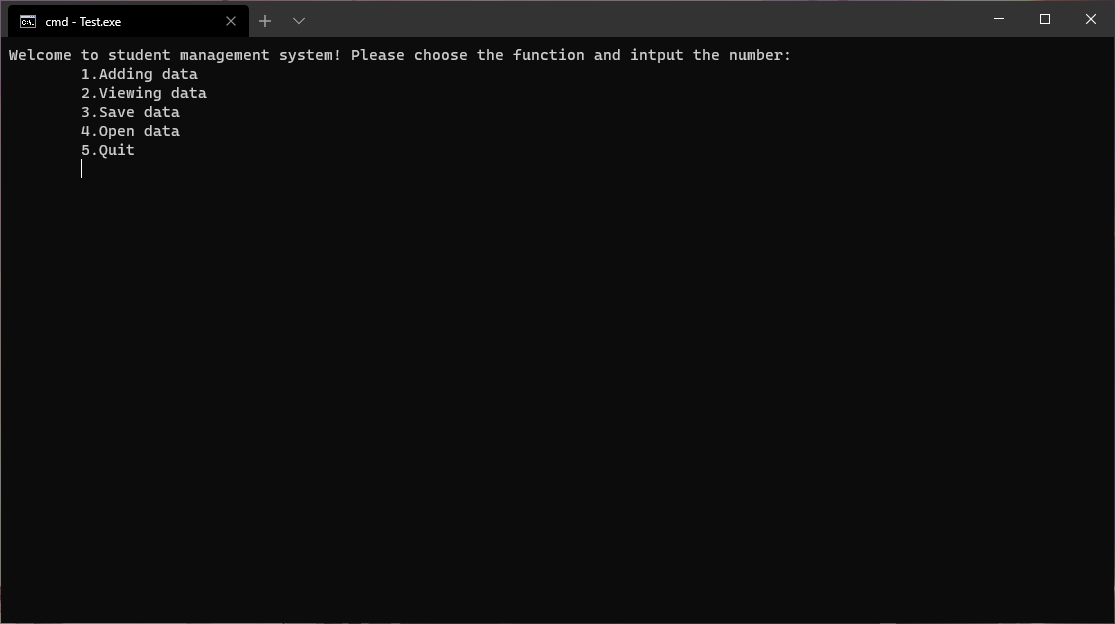 cmd - Test.exe
Welcome to student management system! Please choose the function and intput the number:
1.Adding data
2.Viewing data
3.Save data
4.Open data
5.Quit